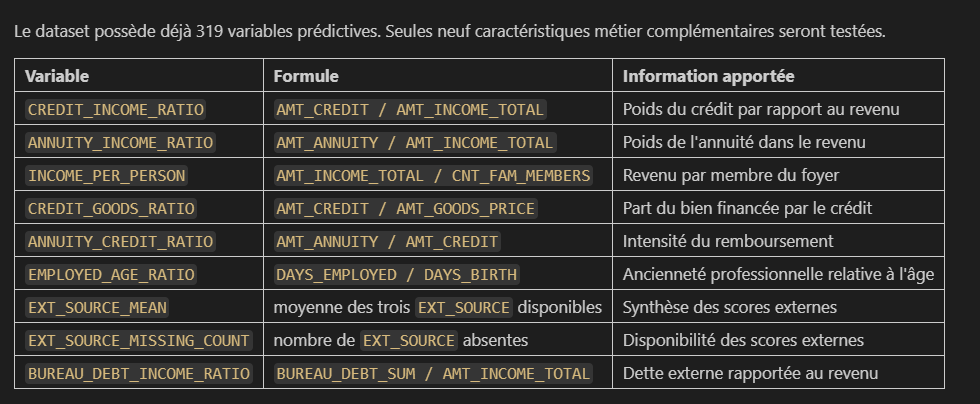 Le dataset possède déjà 319 variables prédictives. Seules neuf caractéristiques métier complémentaires seront testées.
Variable Formule Information apportée
CREDIT_INCOME_RATIO AMT_CREDIT / AMT_INCOME_TOTAL Poids du crédit par rapport au revenu
ANNUITY_INCOME_RATIO AMT_ANNUITY / AMT_INCOME_TOTAL Poids de l'annuité dans le revenu
INCOME_PER_PERSON AMT_INCOME_TOTAL / CNT_FAM_MEMBERS Revenu par membre du foyer
CREDIT_GOODS_RATIO AMT_CREDIT / AMT_GOODS_PRICE Part du bien financée par le crédit
ANNUITY_CREDIT_RATIO AMT_ANNUITY / AMT_CREDIT Intensité du remboursement
EMPLOYED_AGE_RATIO DAYS_EMPLOYED / DAYS_BIRTH Ancienneté professionnelle relative à l'âge
EXT_SOURCE_MEAN moyenne des trois EXT_SOURCE disponibles Synthèse des scores externes
EXT_SOURCE_MISSING_COUNT nombre de EXT_SOURCE absentes Disponibilité des scores externes
BUREAU_DEBT_INCOME_RATIO BUREAU_DEBT_SUM / AMT_INCOME_TOTAL Dette externe rapportée au revenu